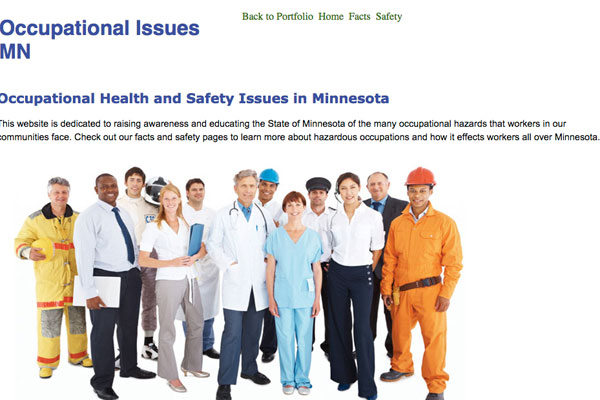 Back to Portfolio Home Facts Safety
Occupational Issues
MN
Occupational Health and Safety Issues in Minnesota
This website is dedicated to raising awareness and educating the State of Minnesota of the many occupational hazards that workers in our
communities face. Check out our facts and safety pages to learn more about hazardous occupations and how it effects workers all over Minnesota.